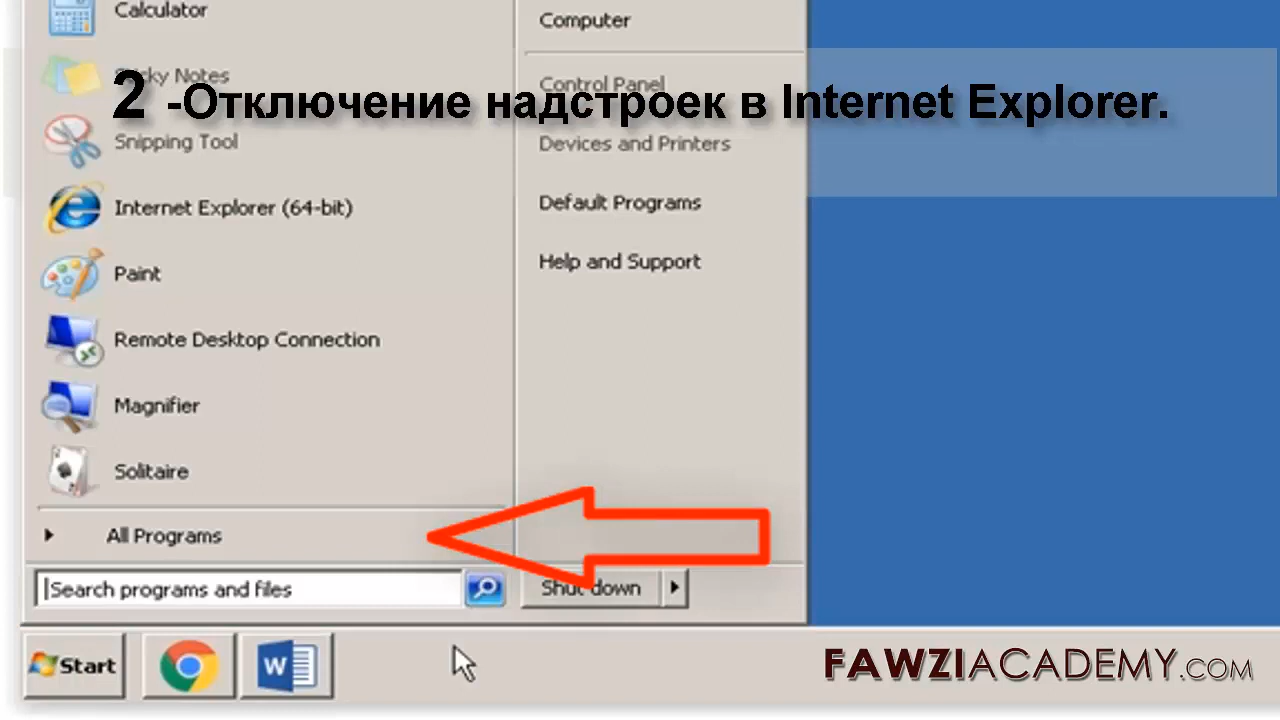 Calculator
Computer
Sticky Notes
Control Panel
2 -Отключение надстроек в Internet Explorer.
Snipping Tool
Devices and Printers
Internet Explorer (64-bit)
Default Programs
Paint
Help and Support
Remote Desktop Connection
Magnifier
Solitaire
All Programs
Search programs and files
Shut down
Start
W
FAWZIACADEMY.COM